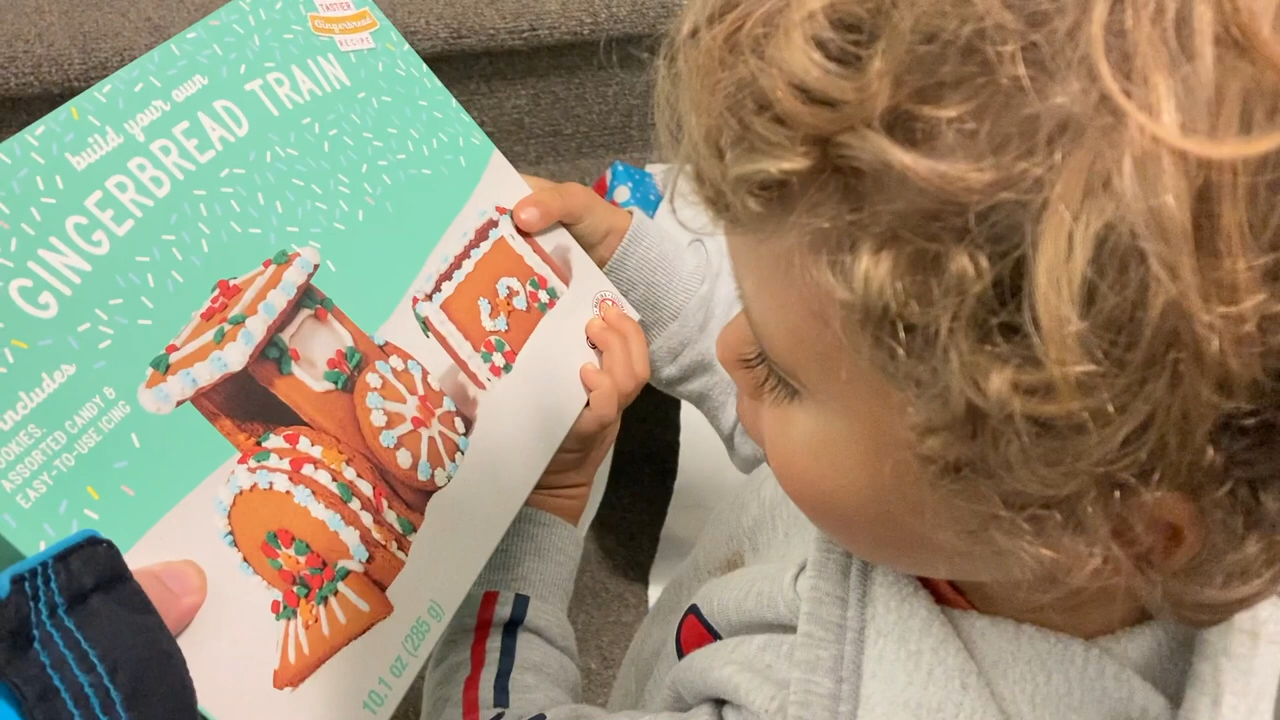 TASTIER
Gingerbread
RECIPE
build your own
GINGERBREAD TRAIN
includes
OOKIES,
ASSORTED CANDY &
EASY-TO-USE ICING
10.1 oz (285 g)